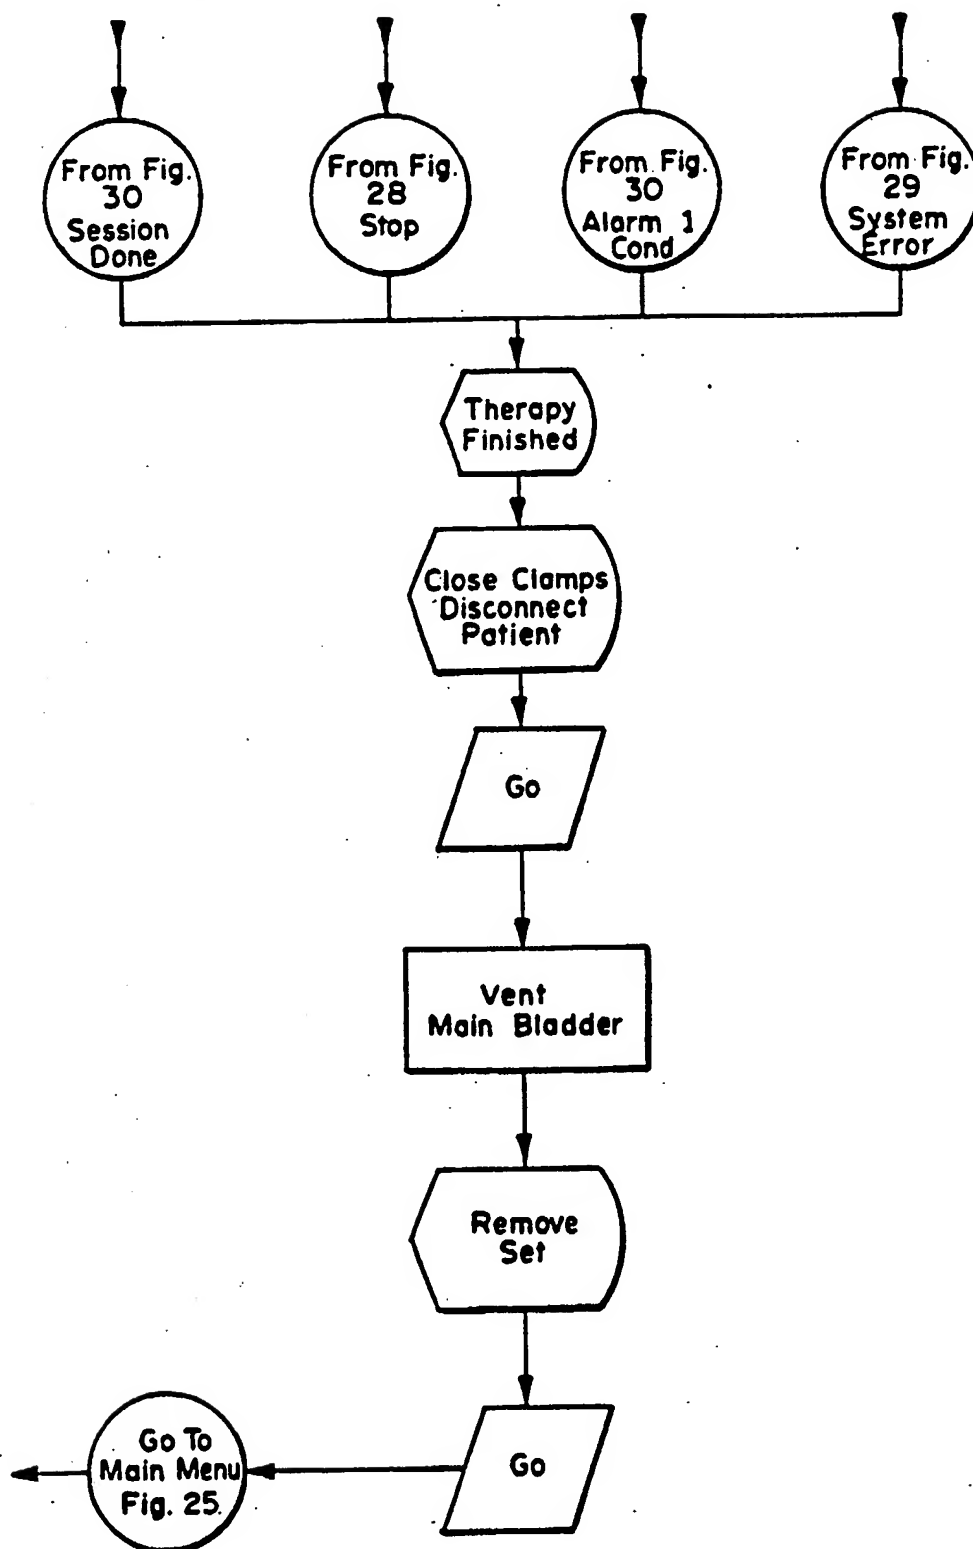 From Fig.
30
Session
Done
From Fig.
28
Stop
From Fig.
30
Alarm 1
Cond
From Fig.
29
System
Error
Therapy
Finished
Close Clamps
Disconnect
Patient
Go
Vent
Main Bladder
Remove
Set
Go
Go To
Main Menu
Fig. 25.